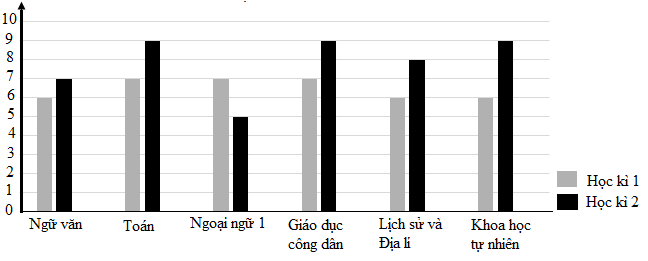 10
9
8
7
6
5
4
3
2
1
0
Ngữ văn
Toán
Ngoại ngữ 1
Giáo dục
công dân
Lịch sử và
Địa lí
Khoa học
tự nhiên
Học kì 1
Học kì 2